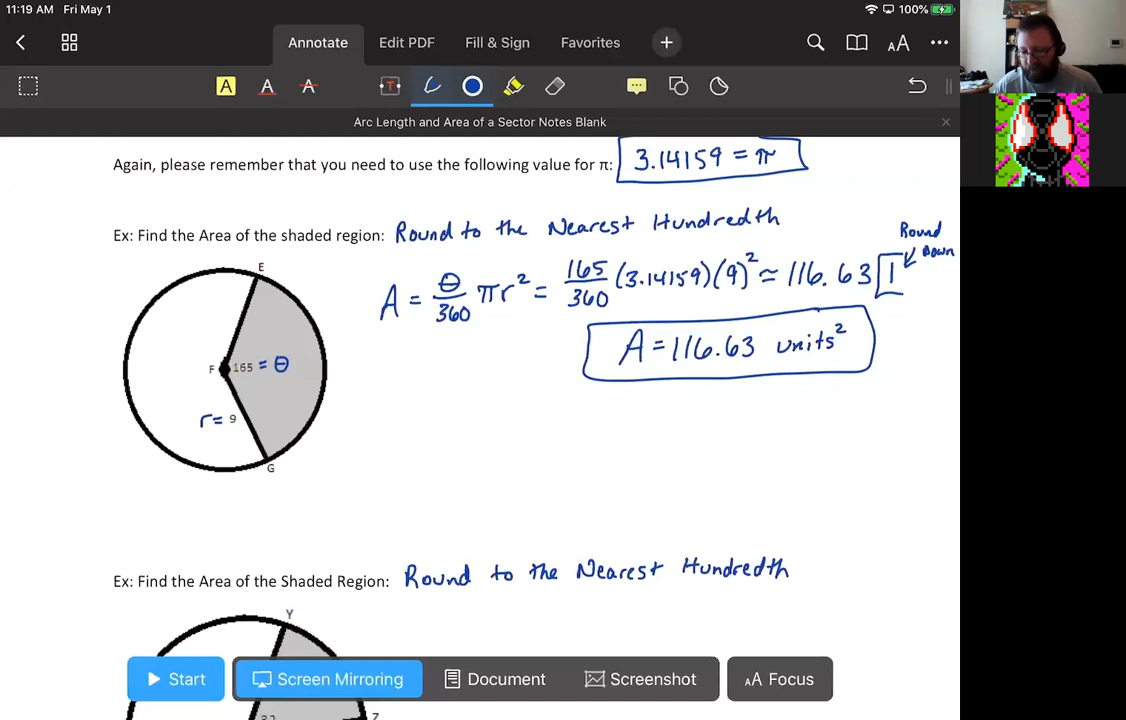 11:19 AM Fri May 1
100%
Annotate Edit PDF Fill & Sign Favorites
AA
A A A T
Arc Length and Area of a Sector Notes Blank
Again, please remember that you need to use the following value for π: 3.14159 = π
Ex: Find the Area of the shaded region: Round to the Nearest Hundredth
Round
Down
E
A = θ/360 πr² = 165/360 (3.14159)(9)² ≈ 116.631
A = 116.63 units²
F 165 = θ
r = 9
G
Ex: Find the Area of the Shaded Region: Round to the Nearest Hundredth
Y
Start Screen Mirroring Document Screenshot AA Focus
Z